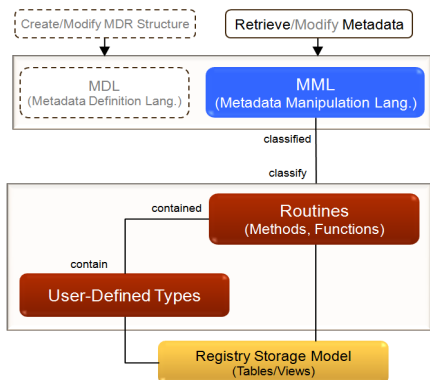 Create/Modify MDR Structure
Retrieve/Modify Metadata
MDL
(Metadata Definition Lang.)
MML
(Metadata Manipulation Lang.)
classified
classify
contained
Routines
(Methods, Functions)
contain
User-Defined Types
Registry Storage Model
(Tables/Views)